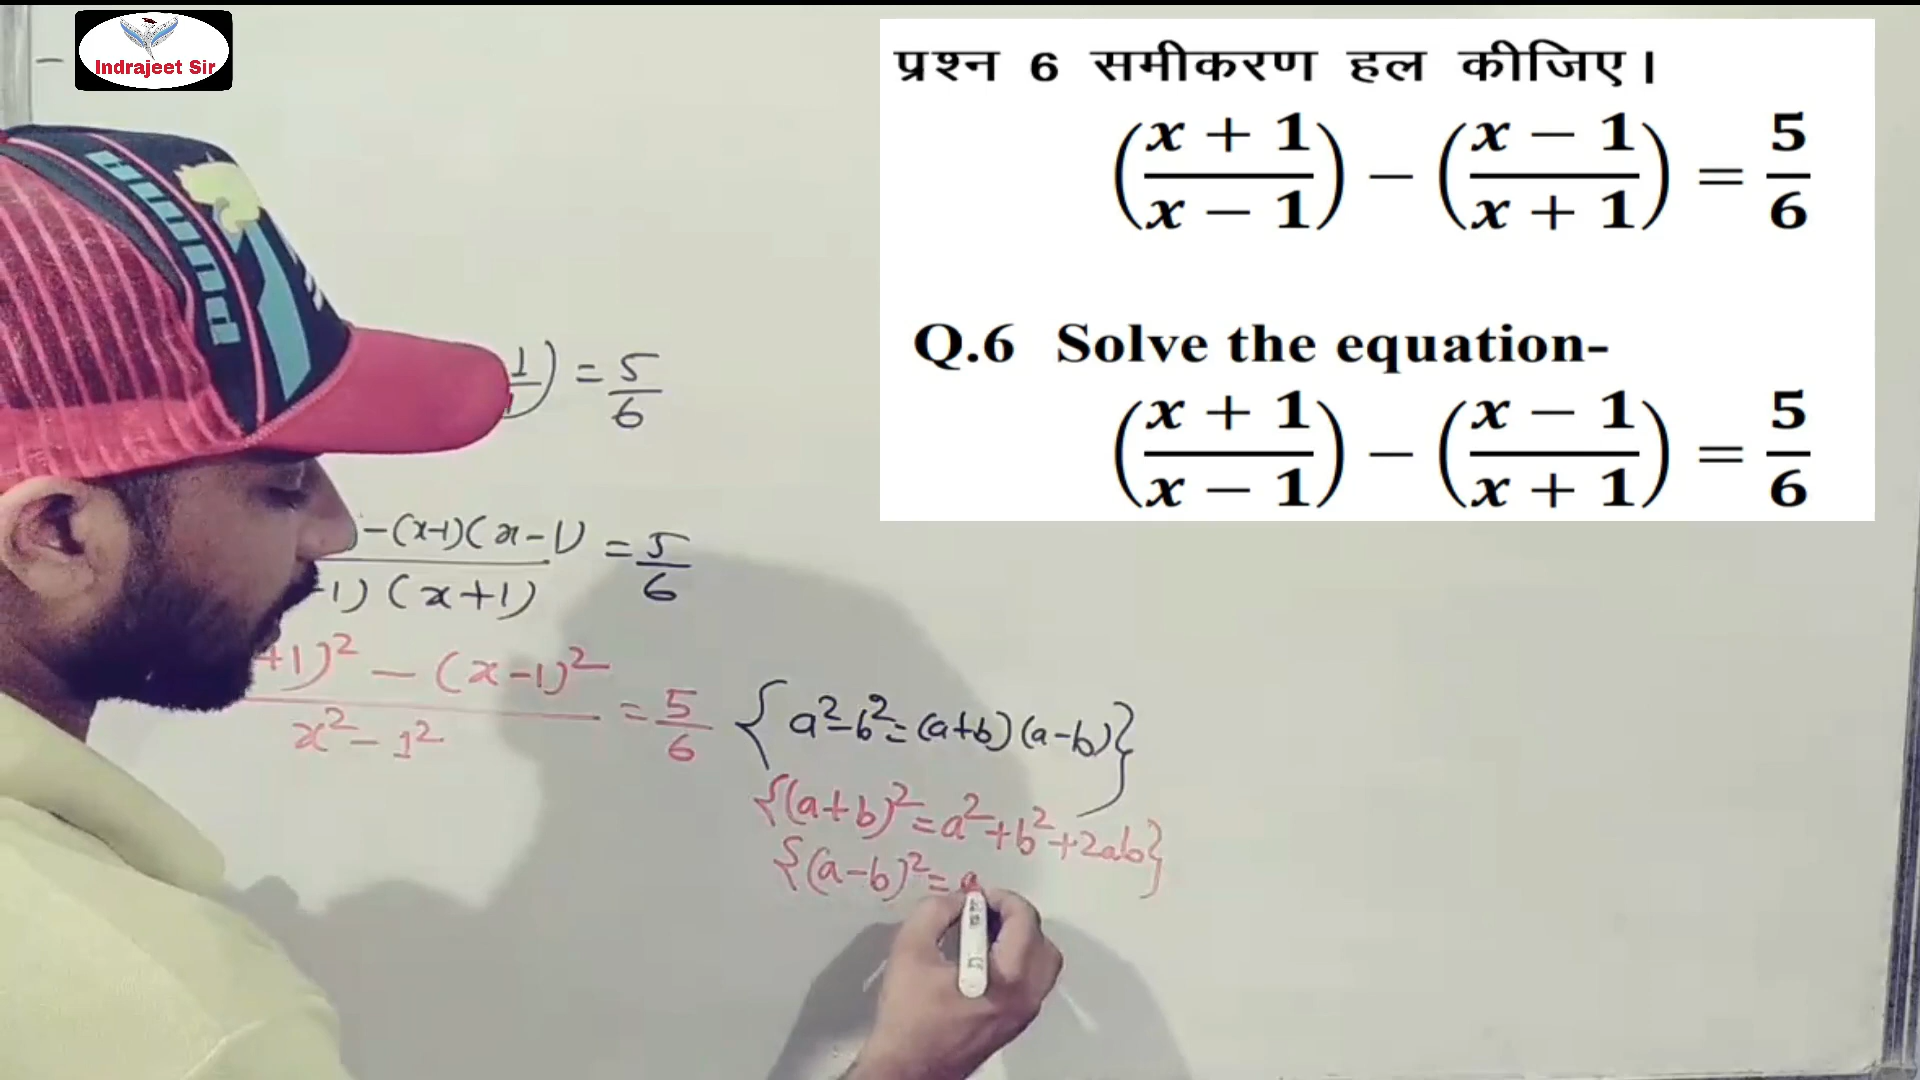 Indrajeet Sir
प्रश्न 6 समीकरण हल कीजिए।
(x + 1 / x − 1) − (x − 1 / x + 1) = 5/6
Q.6 Solve the equation-
(x + 1 / x − 1) − (x − 1 / x + 1) = 5/6
1) = 5/6
-(x-1)(x-1) / 1)(x+1) = 5/6
+1)² - (x-1)² / x²-1² = 5/6
{a²-b²=(a+b)(a-b)}
{(a+b)²=a²+b²+2ab}
{(a-b)²=a